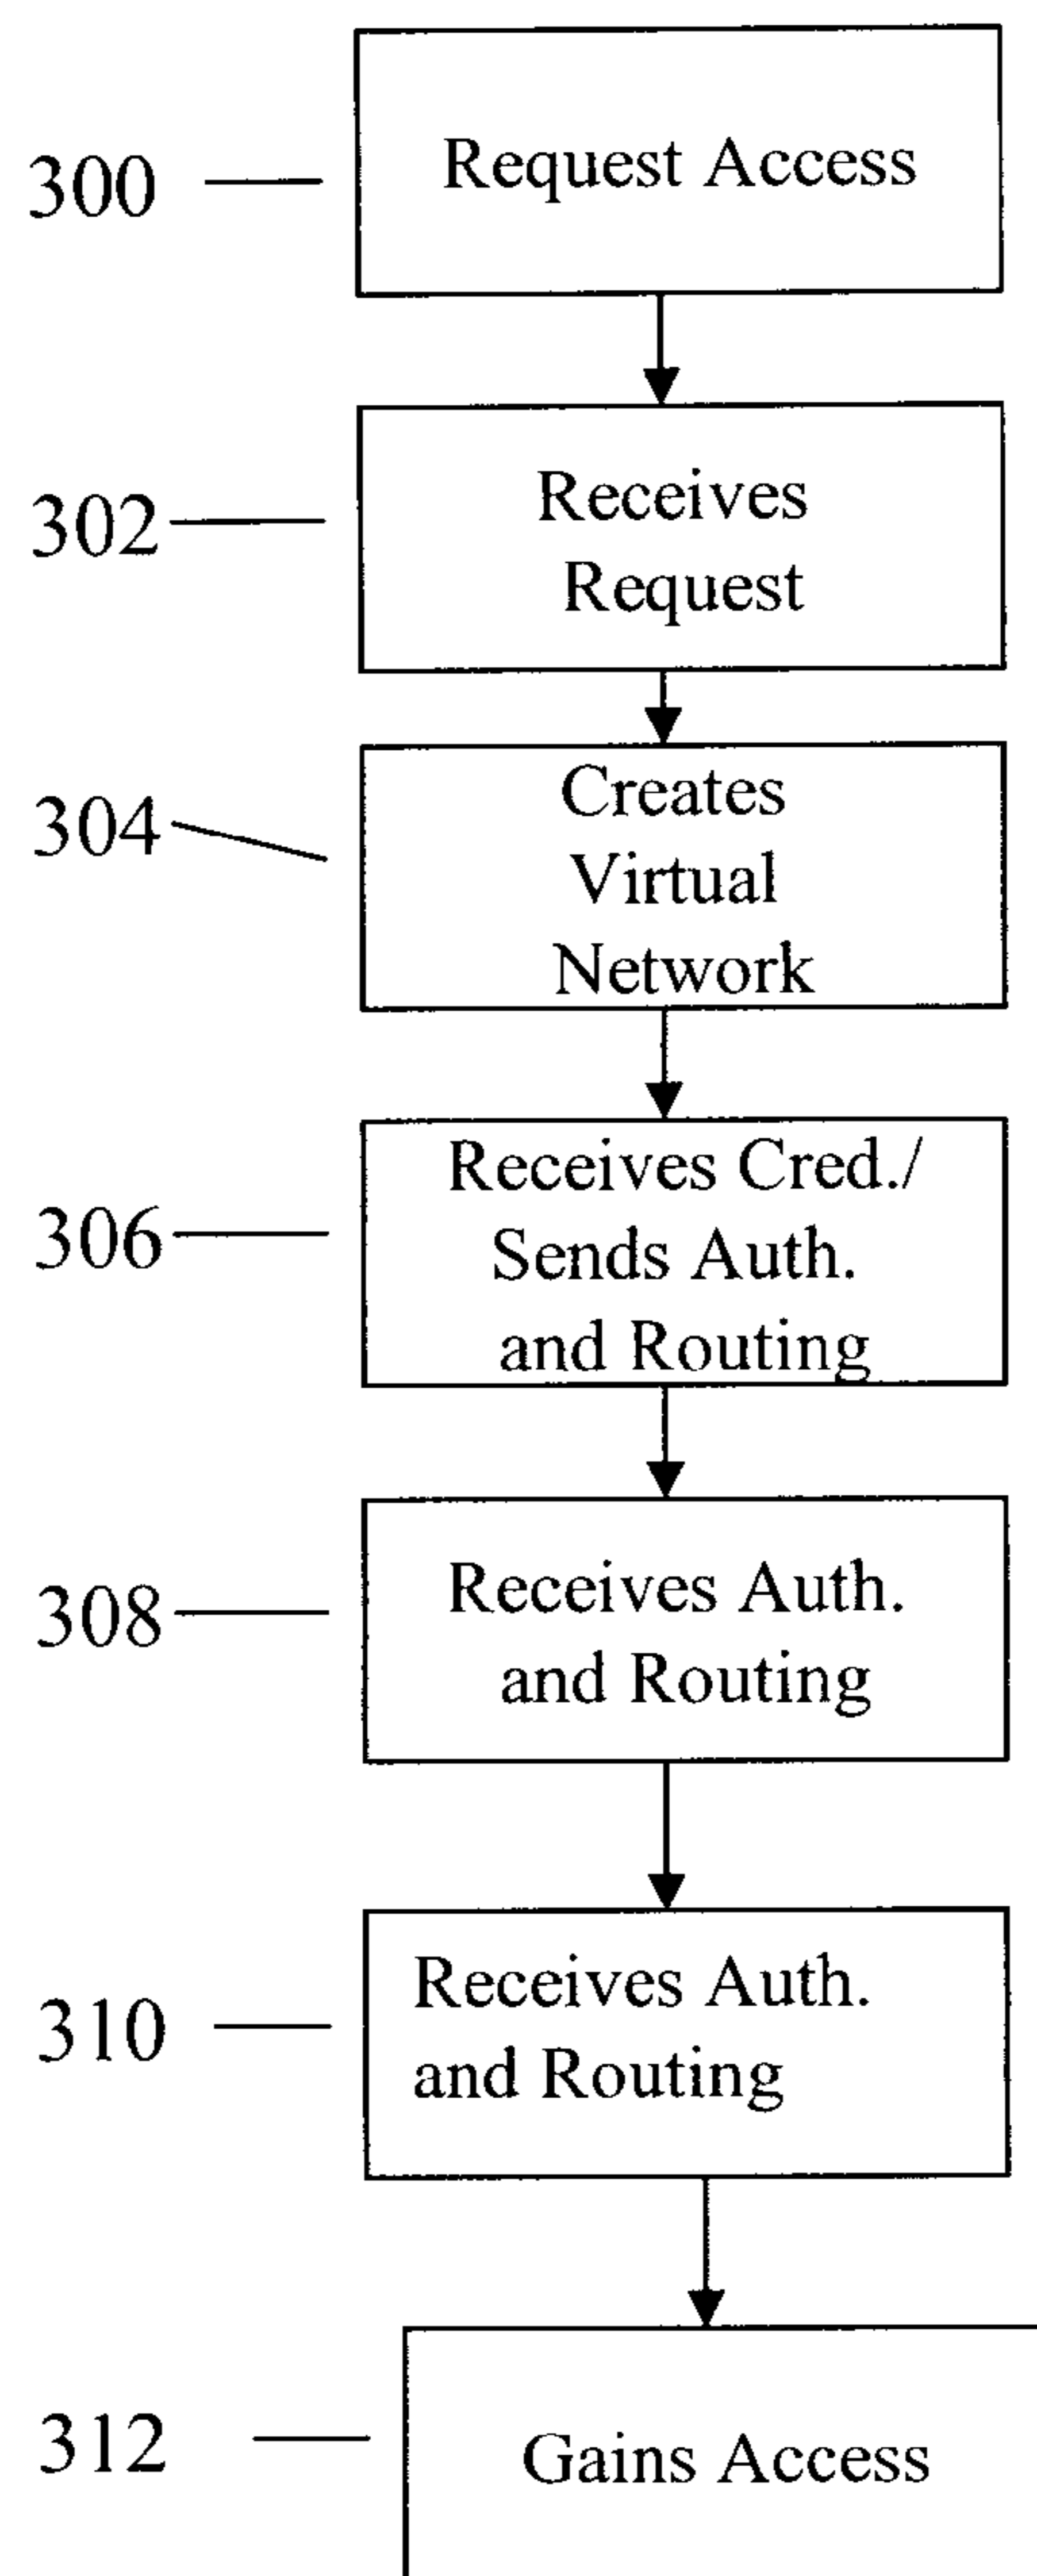 300
Request Access
302
Receives
Request
304
Creates
Virtual
Network
306
Receives Cred./
Sends Auth.
and Routing
308
Receives Auth.
and Routing
310
Receives Auth.
and Routing
312
Gains Access